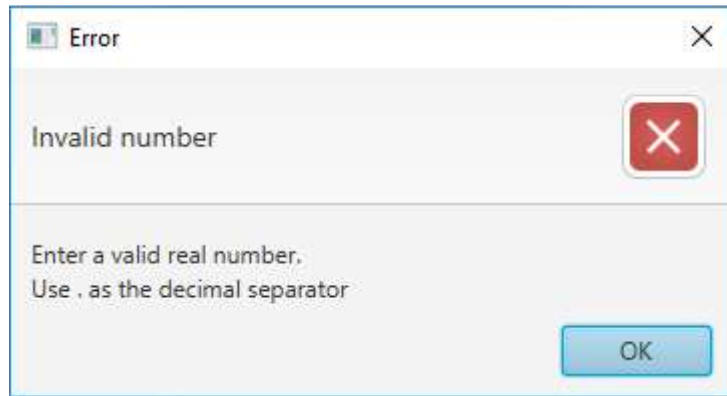 Error
Invalid number
Enter a valid real number.
Use . as the decimal separator
OK